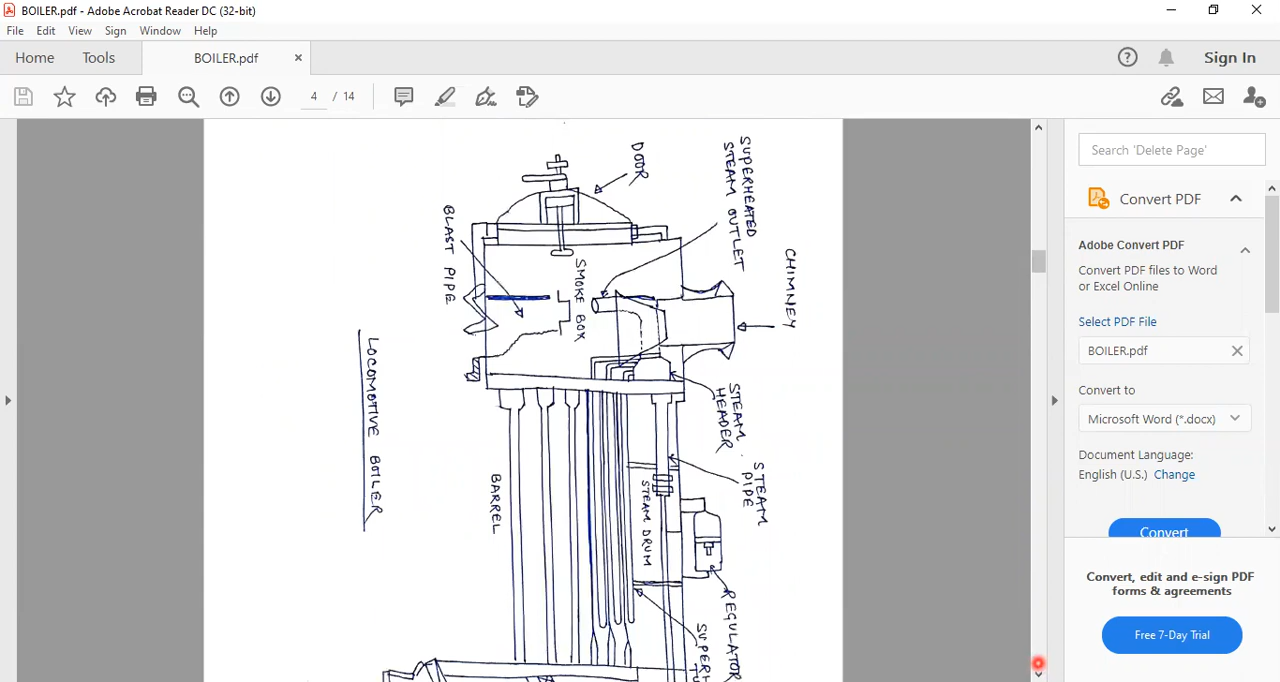 BOILER.pdf - Adobe Acrobat Reader DC (32-bit)
File Edit View Sign Window Help
Home Tools BOILER.pdf Sign In
4 / 14
DOOR
SUPERHEATED
STEAM OUTLET
CHIMNEY
BLAST PIPE
SMOKE BOX
STEAM
HEADER
STEAM
PIPE
LOCOMOTIVE BOILER
BARREL
STEAM DRUM
REGULATOR
SUPERH
Search 'Delete Page'
Convert PDF
Adobe Convert PDF
Convert PDF files to Word
or Excel Online
Select PDF File
BOILER.pdf
Convert to
Microsoft Word (*.docx)
Document Language:
English (U.S.) Change
Convert
Convert, edit and e-sign PDF
forms & agreements
Free 7-Day Trial